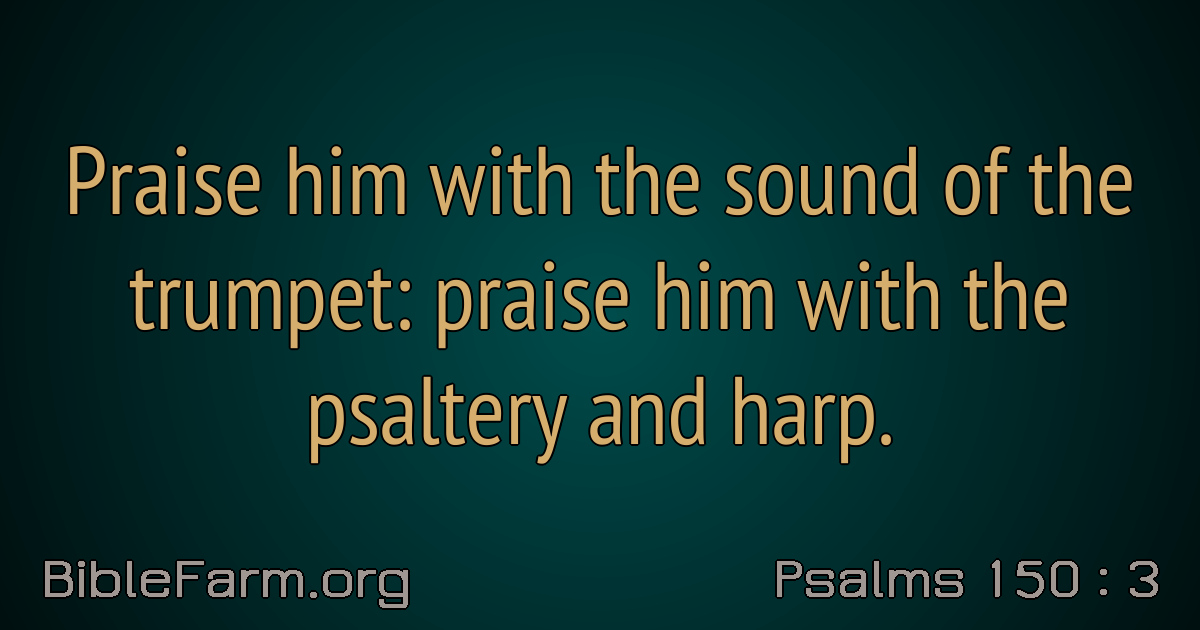 Praise him with the sound of the
trumpet: praise him with the
psaltery and harp.
BibleFarm.org
Psalms 150 : 3